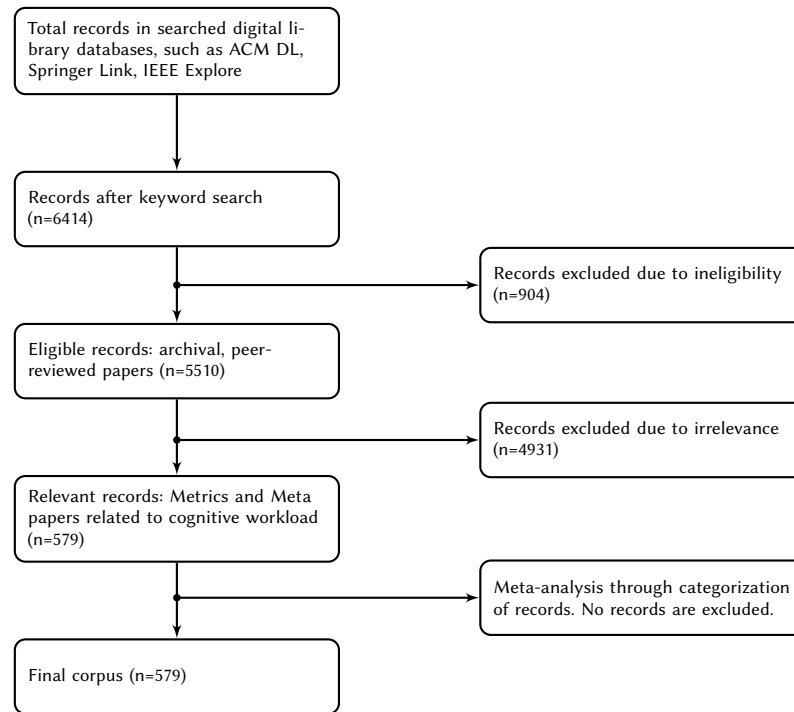 Total records in searched digital li-
brary databases, such as ACM DL,
Springer Link, IEEE Explore
Records after keyword search
(n=6414)
Records excluded due to ineligibility
(n=904)
Eligible records: archival, peer-
reviewed papers (n=5510)
Records excluded due to irrelevance
(n=4931)
Relevant records: Metrics and Meta
papers related to cognitive workload
(n=579)
Meta-analysis through categorization
of records. No records are excluded.
Final corpus (n=579)